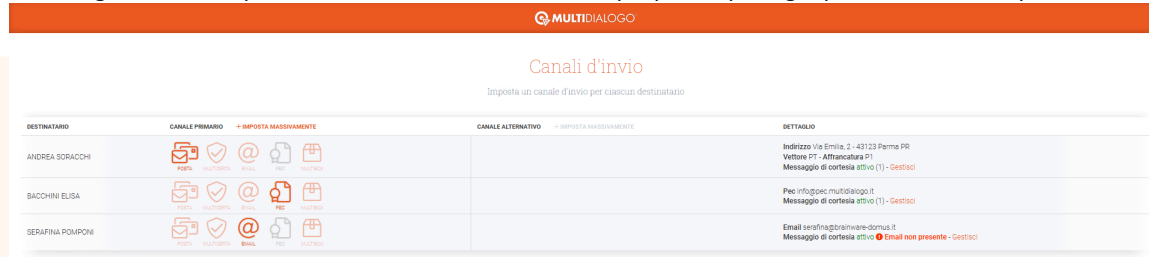 MULTIDIALOGO
Canali d'invio
Imposta un canale d'invio per ciascun destinatario
DESTINATARIO CANALE PRIMARIO + IMPOSTA MASSIVAMENTE CANALE ALTERNATIVO + IMPOSTA MASSIVAMENTE DETTAGLIO
ANDREA SORACCHI
POSTA MULTICERTA EMAIL PEC MULTIBOX
Indirizzo Via Emilia, 2 - 43123 Parma PR
Vettore PT - Affrancatura P1
Messaggio di cortesia attivo (1) - Gestisci
BACCHINI ELISA
POSTA MULTICERTA EMAIL PEC MULTIBOX
Pec info@pec.multidialogo.it
Messaggio di cortesia attivo (1) - Gestisci
SERAFINA POMPONI
POSTA MULTICERTA EMAIL PEC MULTIBOX
Email serafina@brainware-domus.it
Messaggio di cortesia attivo Email non presente - Gestisci